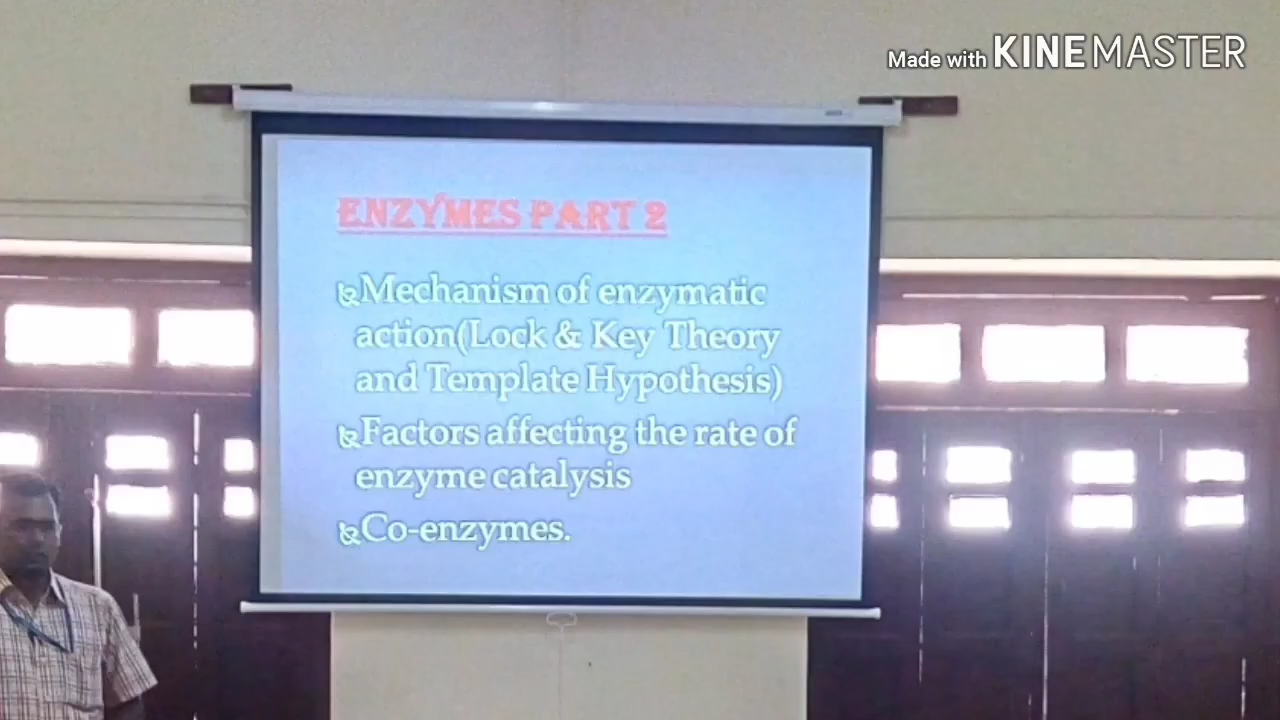 Made with KINEMASTER
ENZYMES PART 2
Mechanism of enzymatic
action(Lock & Key Theory
and Template Hypothesis)
Factors affecting the rate of
enzyme catalysis
Co-enzymes.